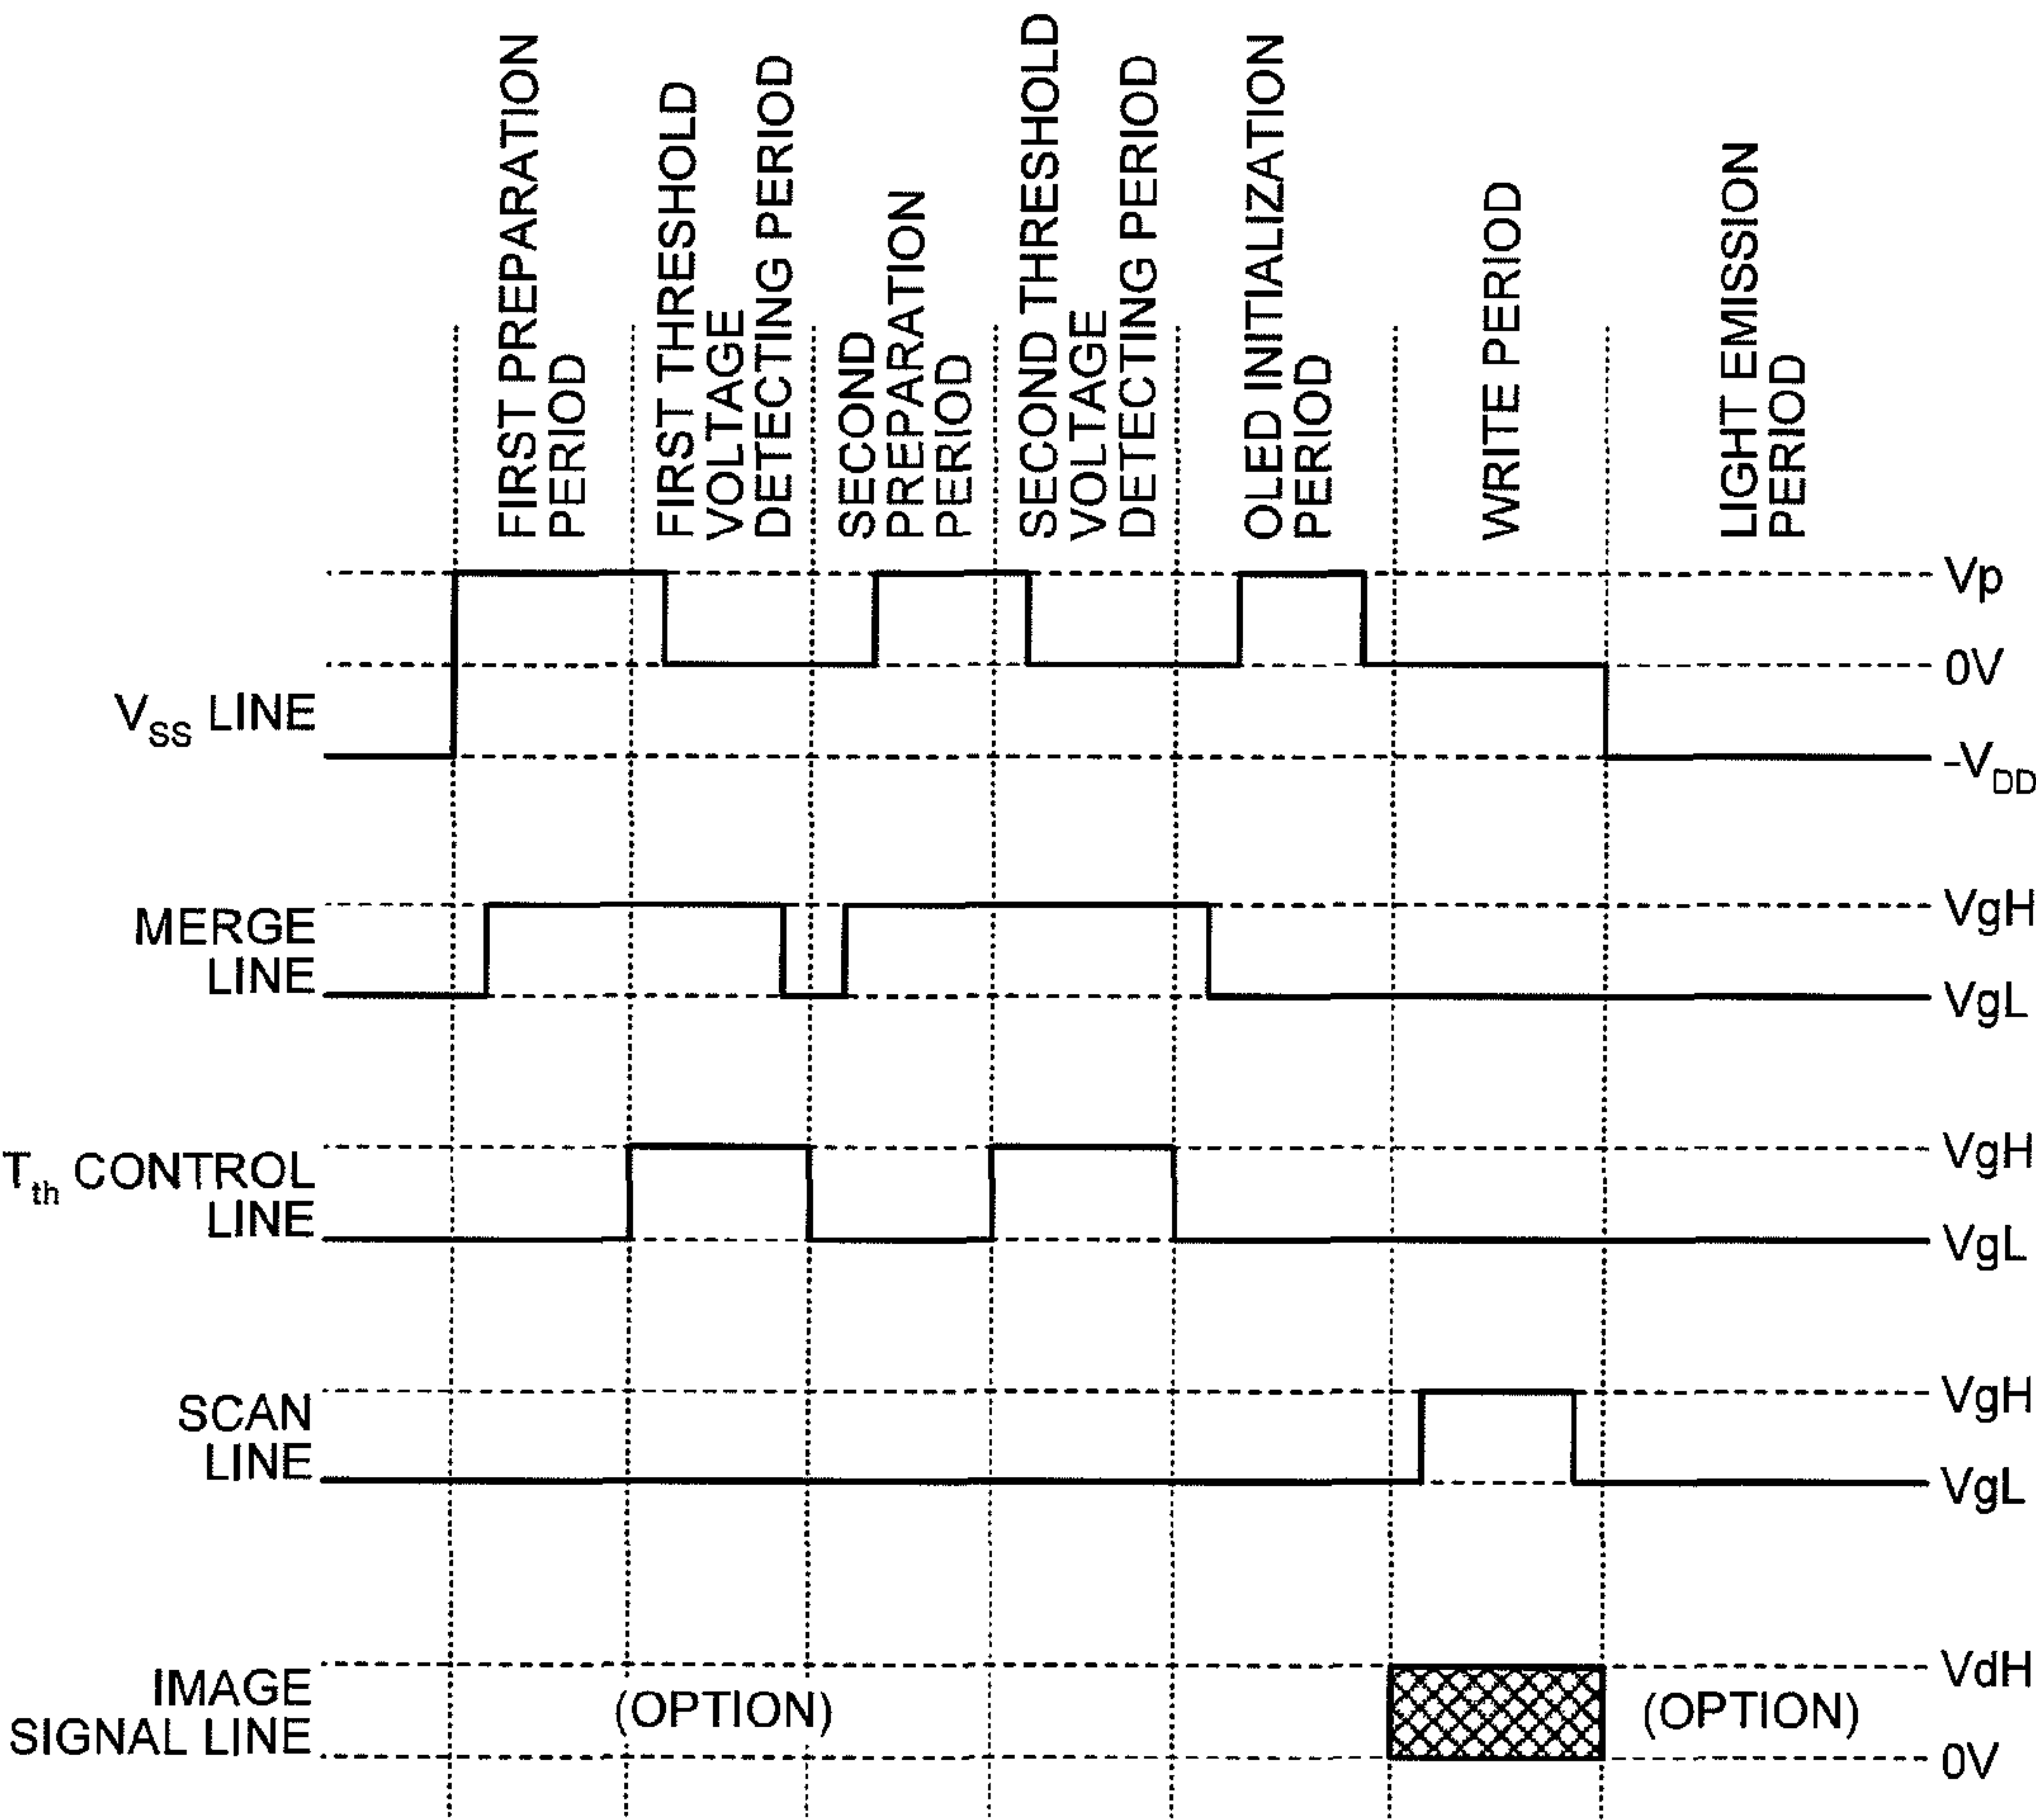 FIRST PREPARATION
PERIOD
FIRST THRESHOLD
VOLTAGE
DETECTING PERIOD
SECOND
PREPARATION
PERIOD
SECOND THRESHOLD
VOLTAGE
DETECTING PERIOD
OLED INITIALIZATION
PERIOD
WRITE PERIOD
LIGHT EMISSION
PERIOD
Vp
0V
VSS LINE
-VDD
MERGE
LINE
VgH
VgL
Tth CONTROL
LINE
VgH
VgL
SCAN
LINE
VgH
VgL
IMAGE
SIGNAL LINE
(OPTION)
(OPTION)
VdH
0V